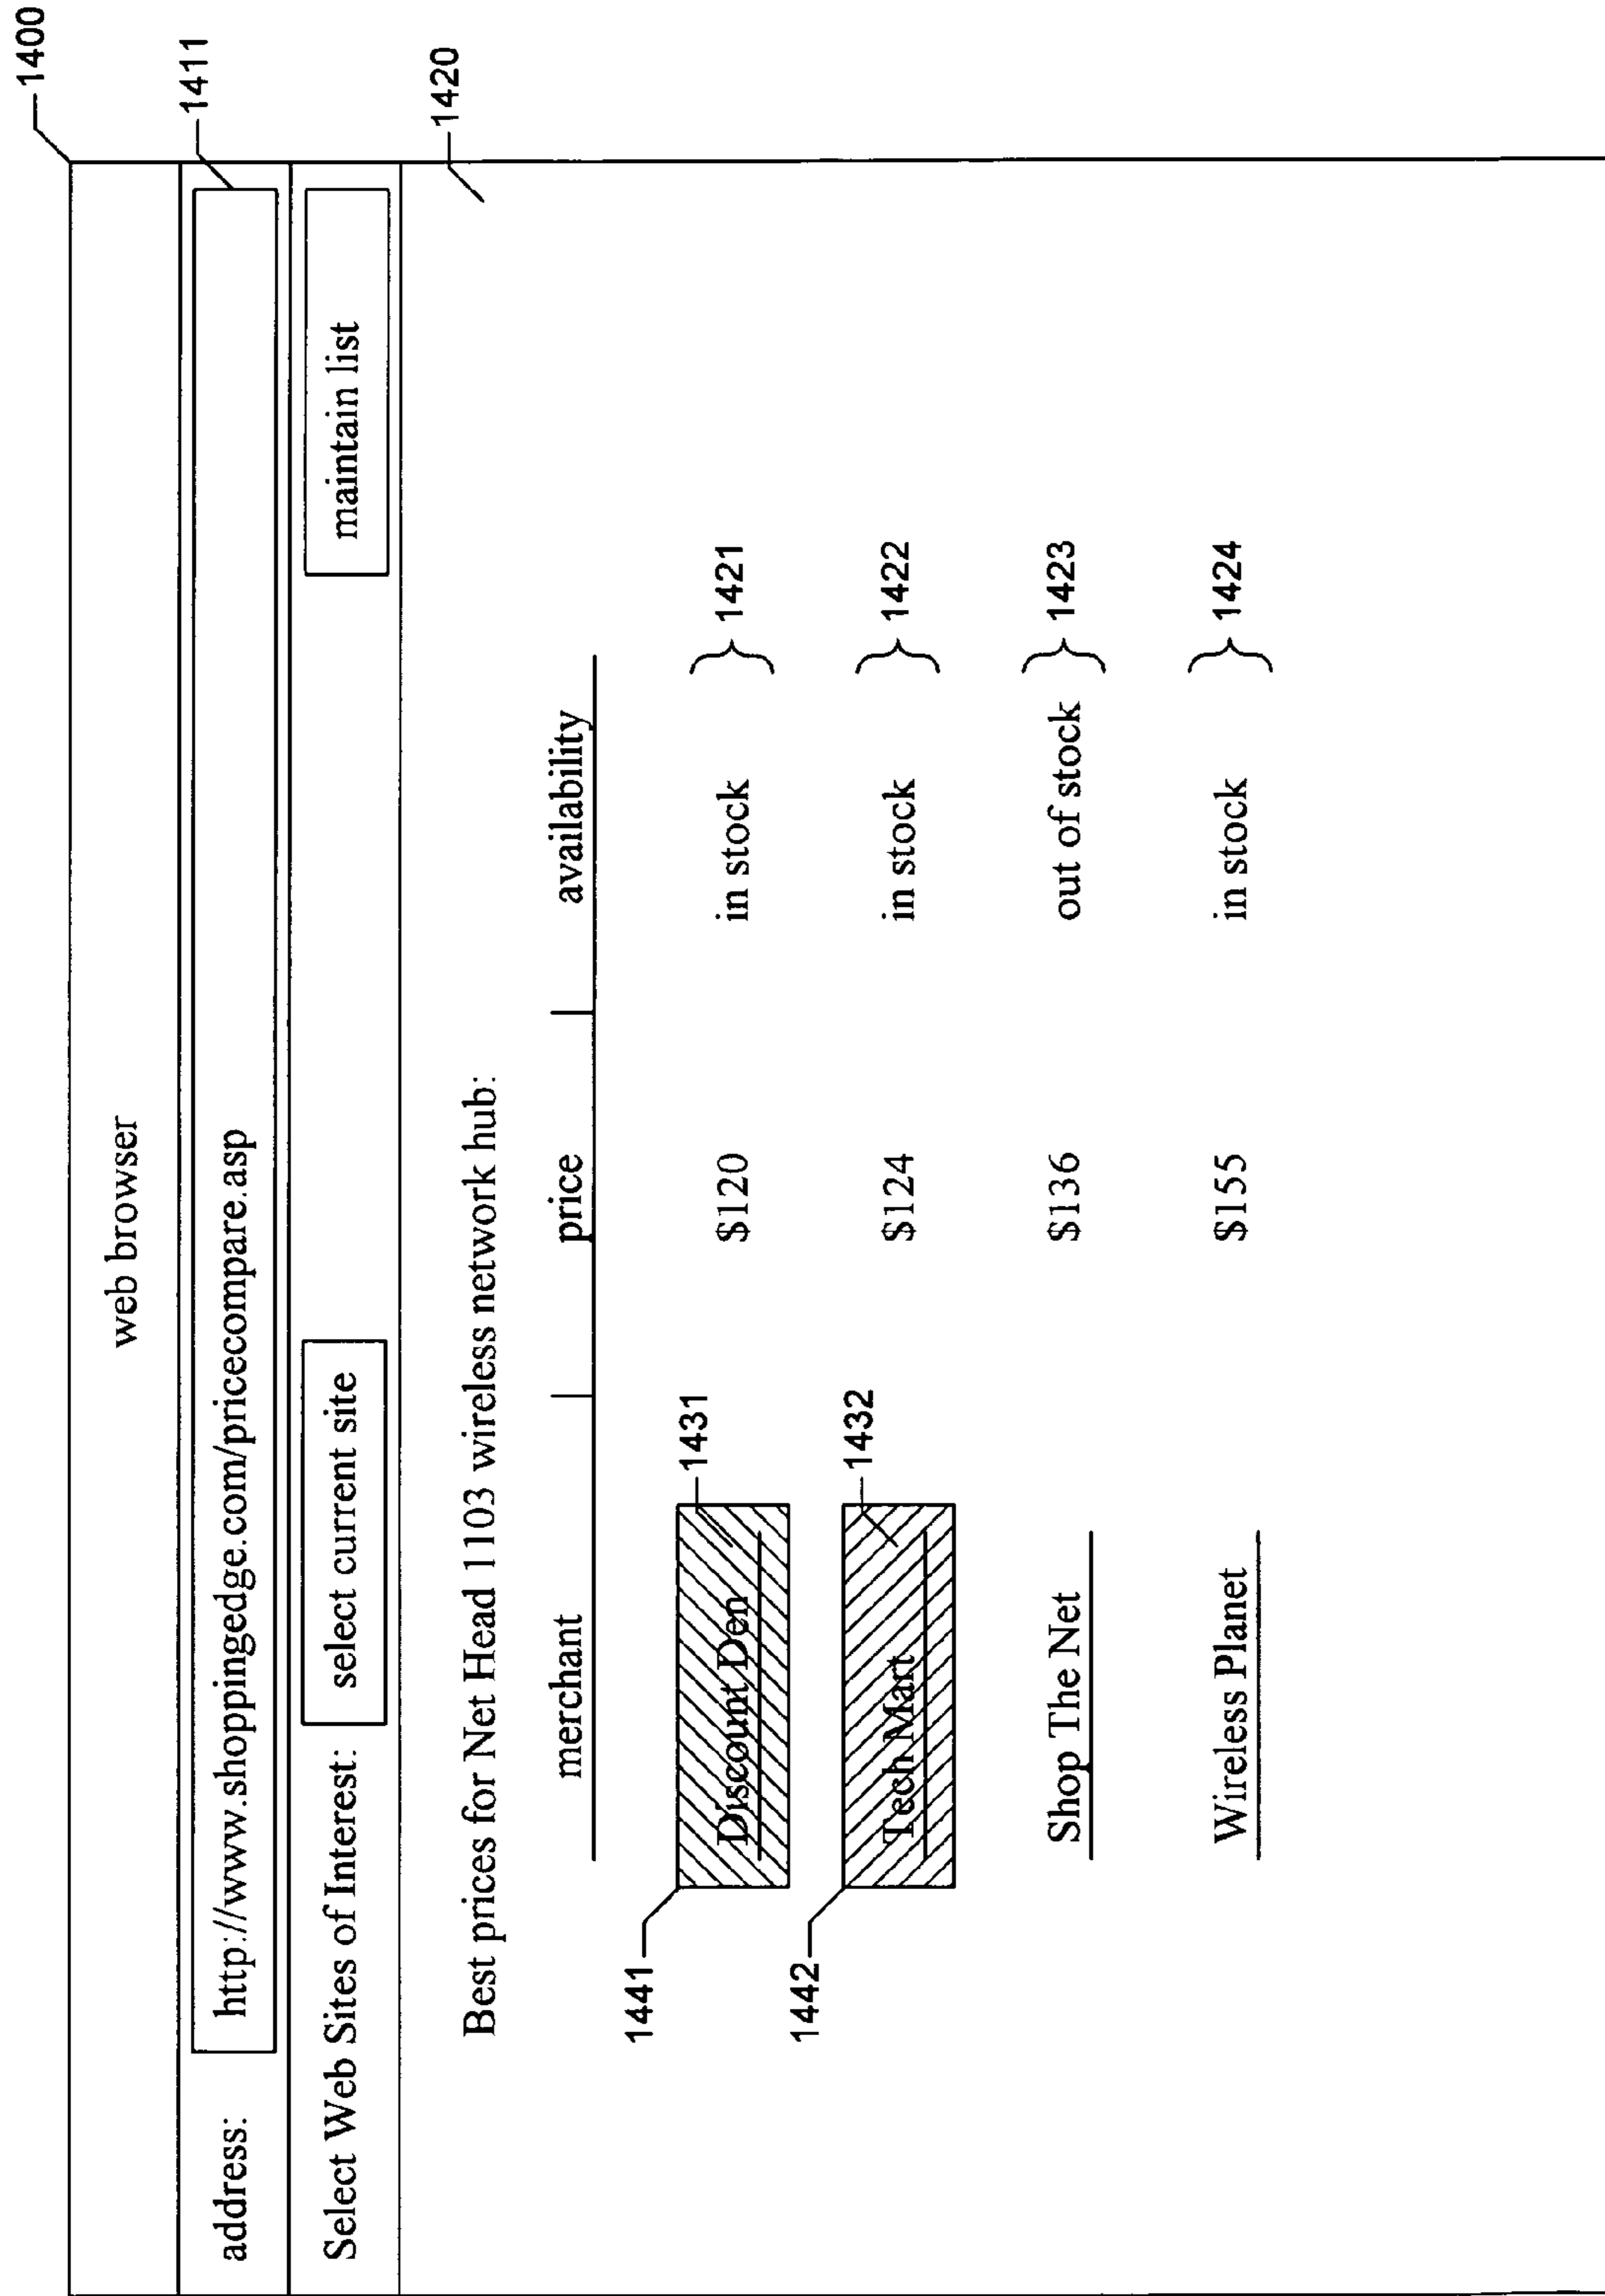 1400
web browser
address: http://www.shoppingedge.com/pricecompare.asp 1411
Select Web Sites of Interest: select current site maintain list
1420
Best prices for Net Head 1103 wireless network hub:
merchant price availability
1441 1431
Discount Den $120 in stock 1421
1442 1432
Tech Mart $124 in stock 1422
Shop The Net $136 out of stock 1423
Wireless Planet $155 in stock 1424